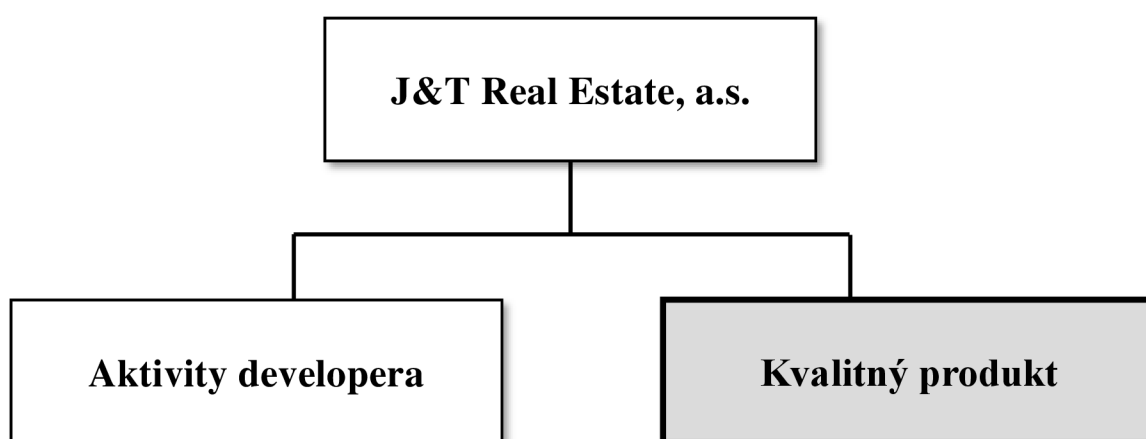 J&T Real Estate, a.s.
Aktivity developera
Kvalitný produkt